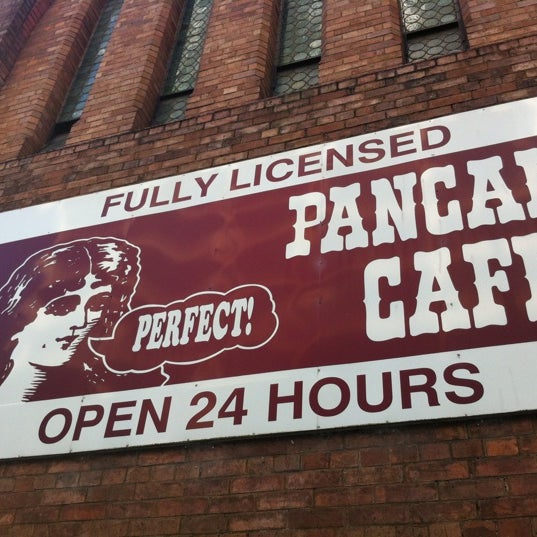 FULLY LICENSED
PANCA
CAF
PERFECT!
OPEN 24 HOURS